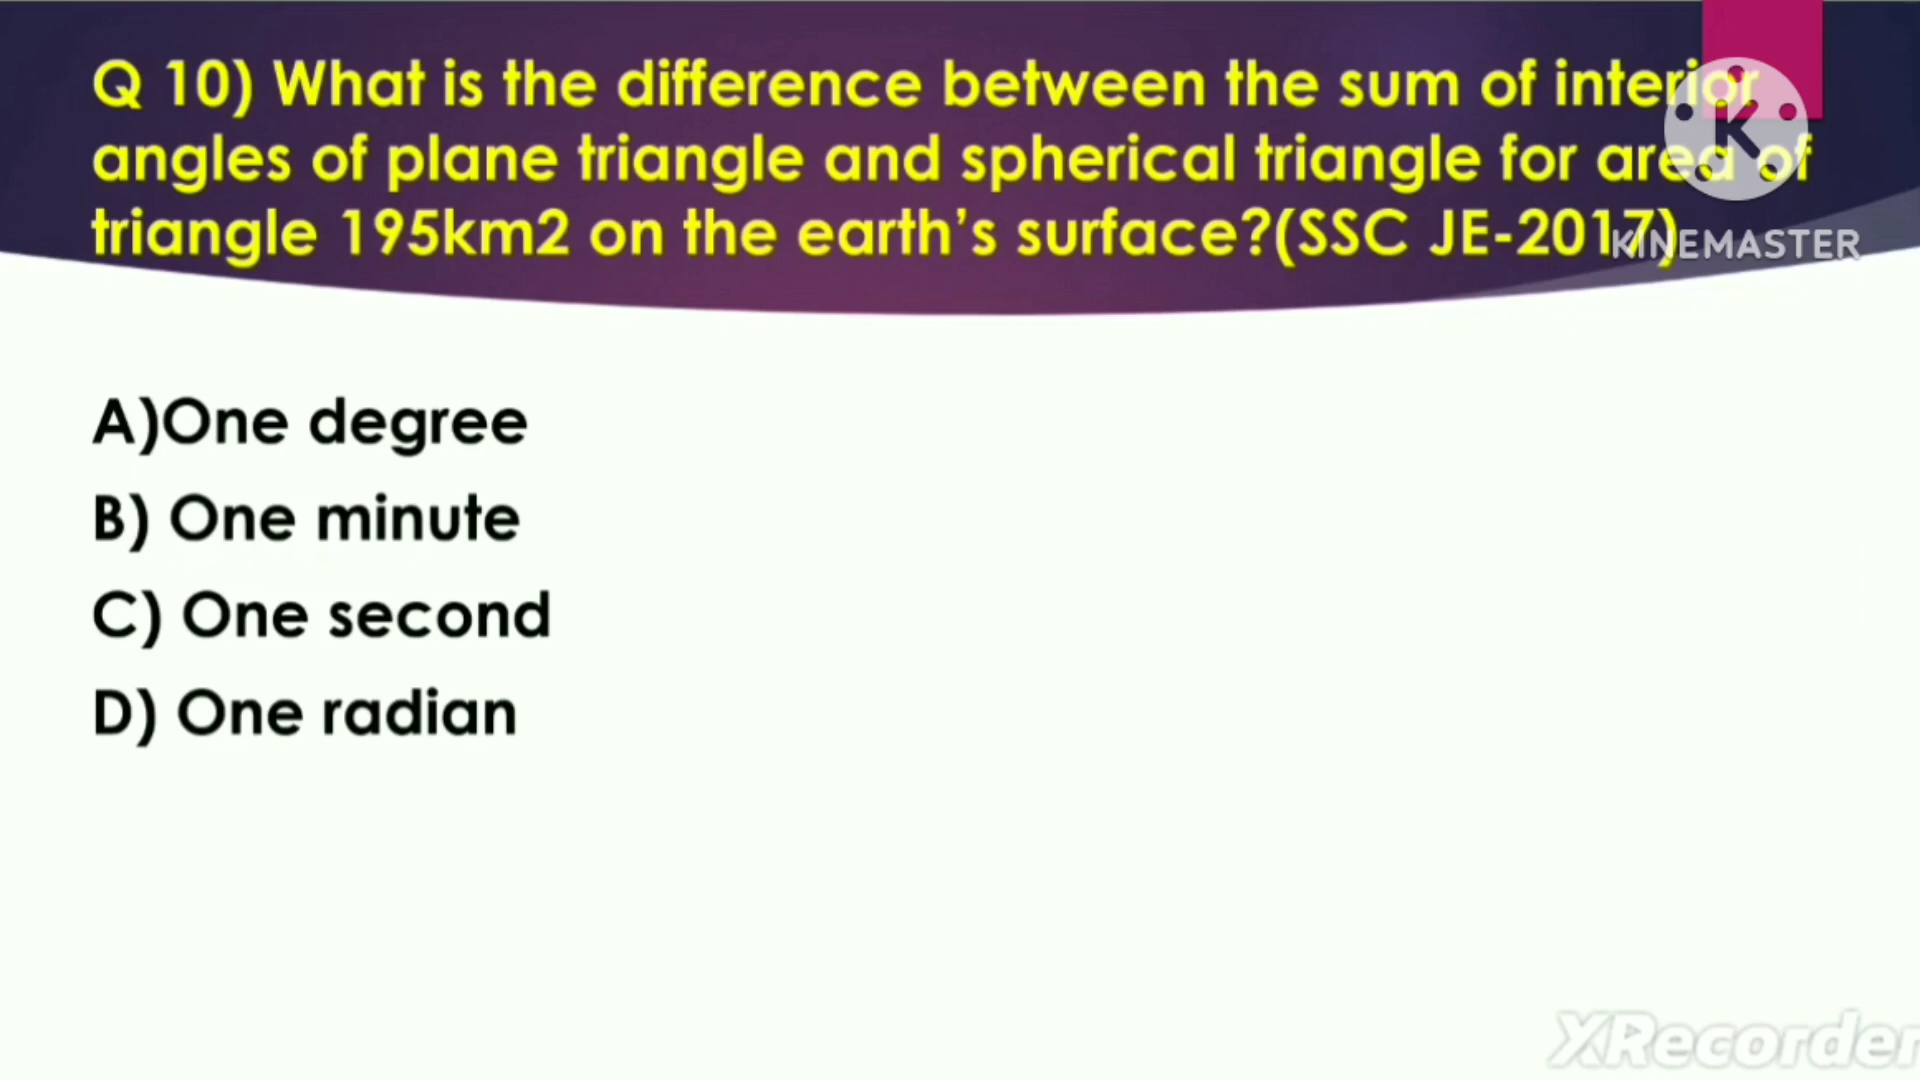 Q 10) What is the difference between the sum of interior
angles of plane triangle and spherical triangle for area of
triangle 195km2 on the earth's surface?(SSC JE-2017)
K
KINEMASTER
A)One degree
B) One minute
C) One second
D) One radian
XRecorder